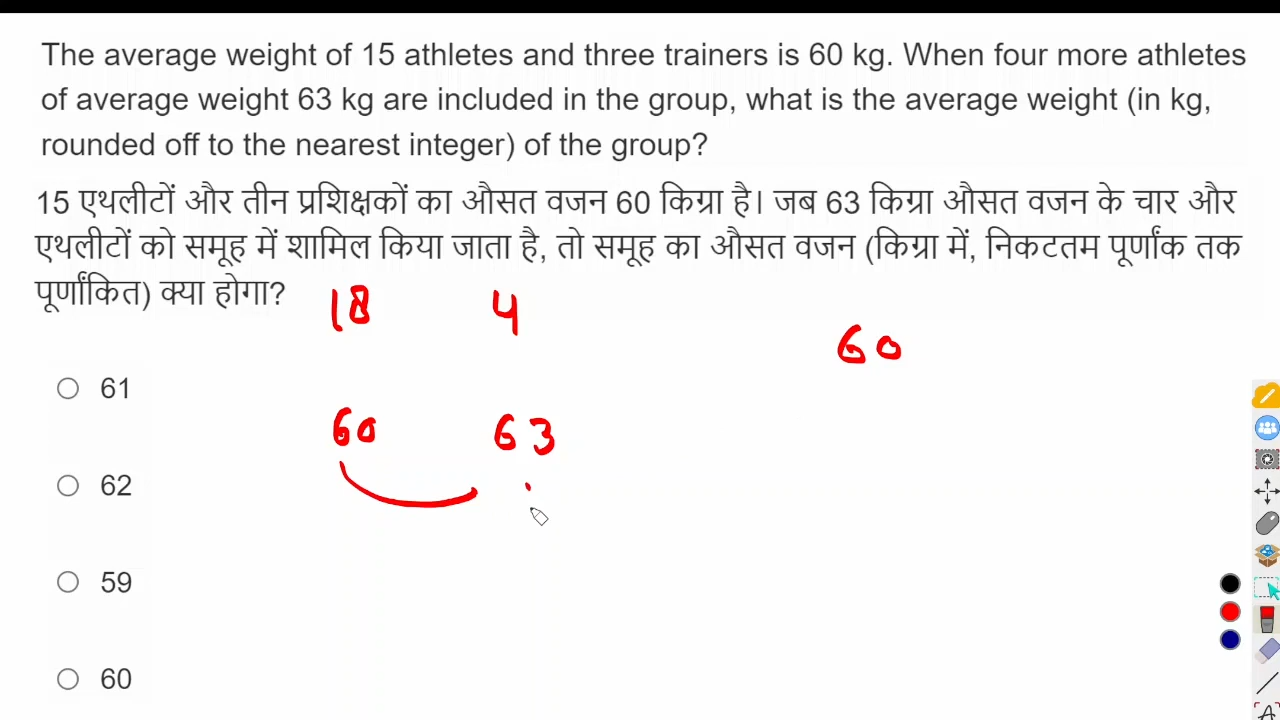 The average weight of 15 athletes and three trainers is 60 kg. When four more athletes
of average weight 63 kg are included in the group, what is the average weight (in kg,
rounded off to the nearest integer) of the group?
15 एथलीटों और तीन प्रशिक्षकों का औसत वजन 60 किग्रा है। जब 63 किग्रा औसत वजन के चार और
एथलीटों को समूह में शामिल किया जाता है, तो समूह का औसत वजन (किग्रा में, निकटतम पूर्णांक तक
पूर्णांकित) क्या होगा?
18 4
60
61
60 63
62
59
60